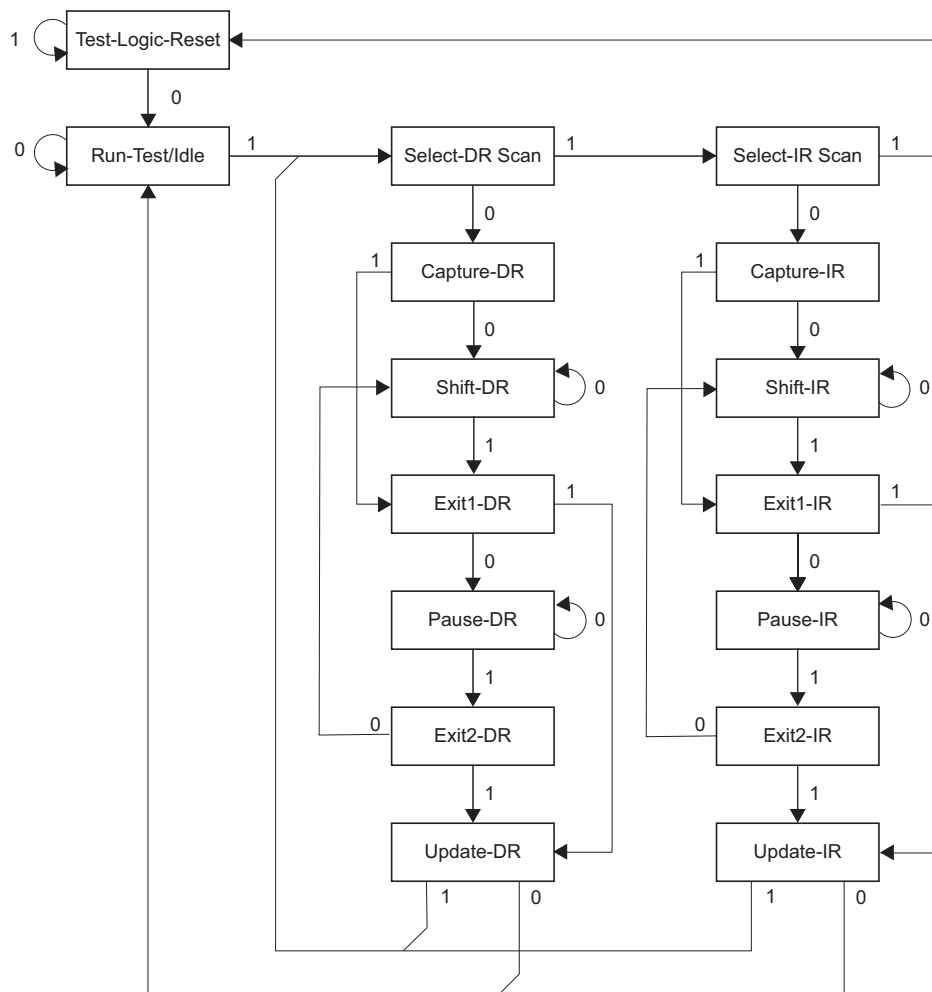 Test-Logic-Reset
1
0
Run-Test/Idle
0
1
Select-DR Scan
1
Select-IR Scan
1
0
0
1
Capture-DR
1
Capture-IR
0
0
Shift-DR
0
Shift-IR
0
1
1
Exit1-DR
1
Exit1-IR
1
0
0
Pause-DR
0
Pause-IR
0
1
1
0
Exit2-DR
0
Exit2-IR
1
1
Update-DR
Update-IR
1
0
1
0